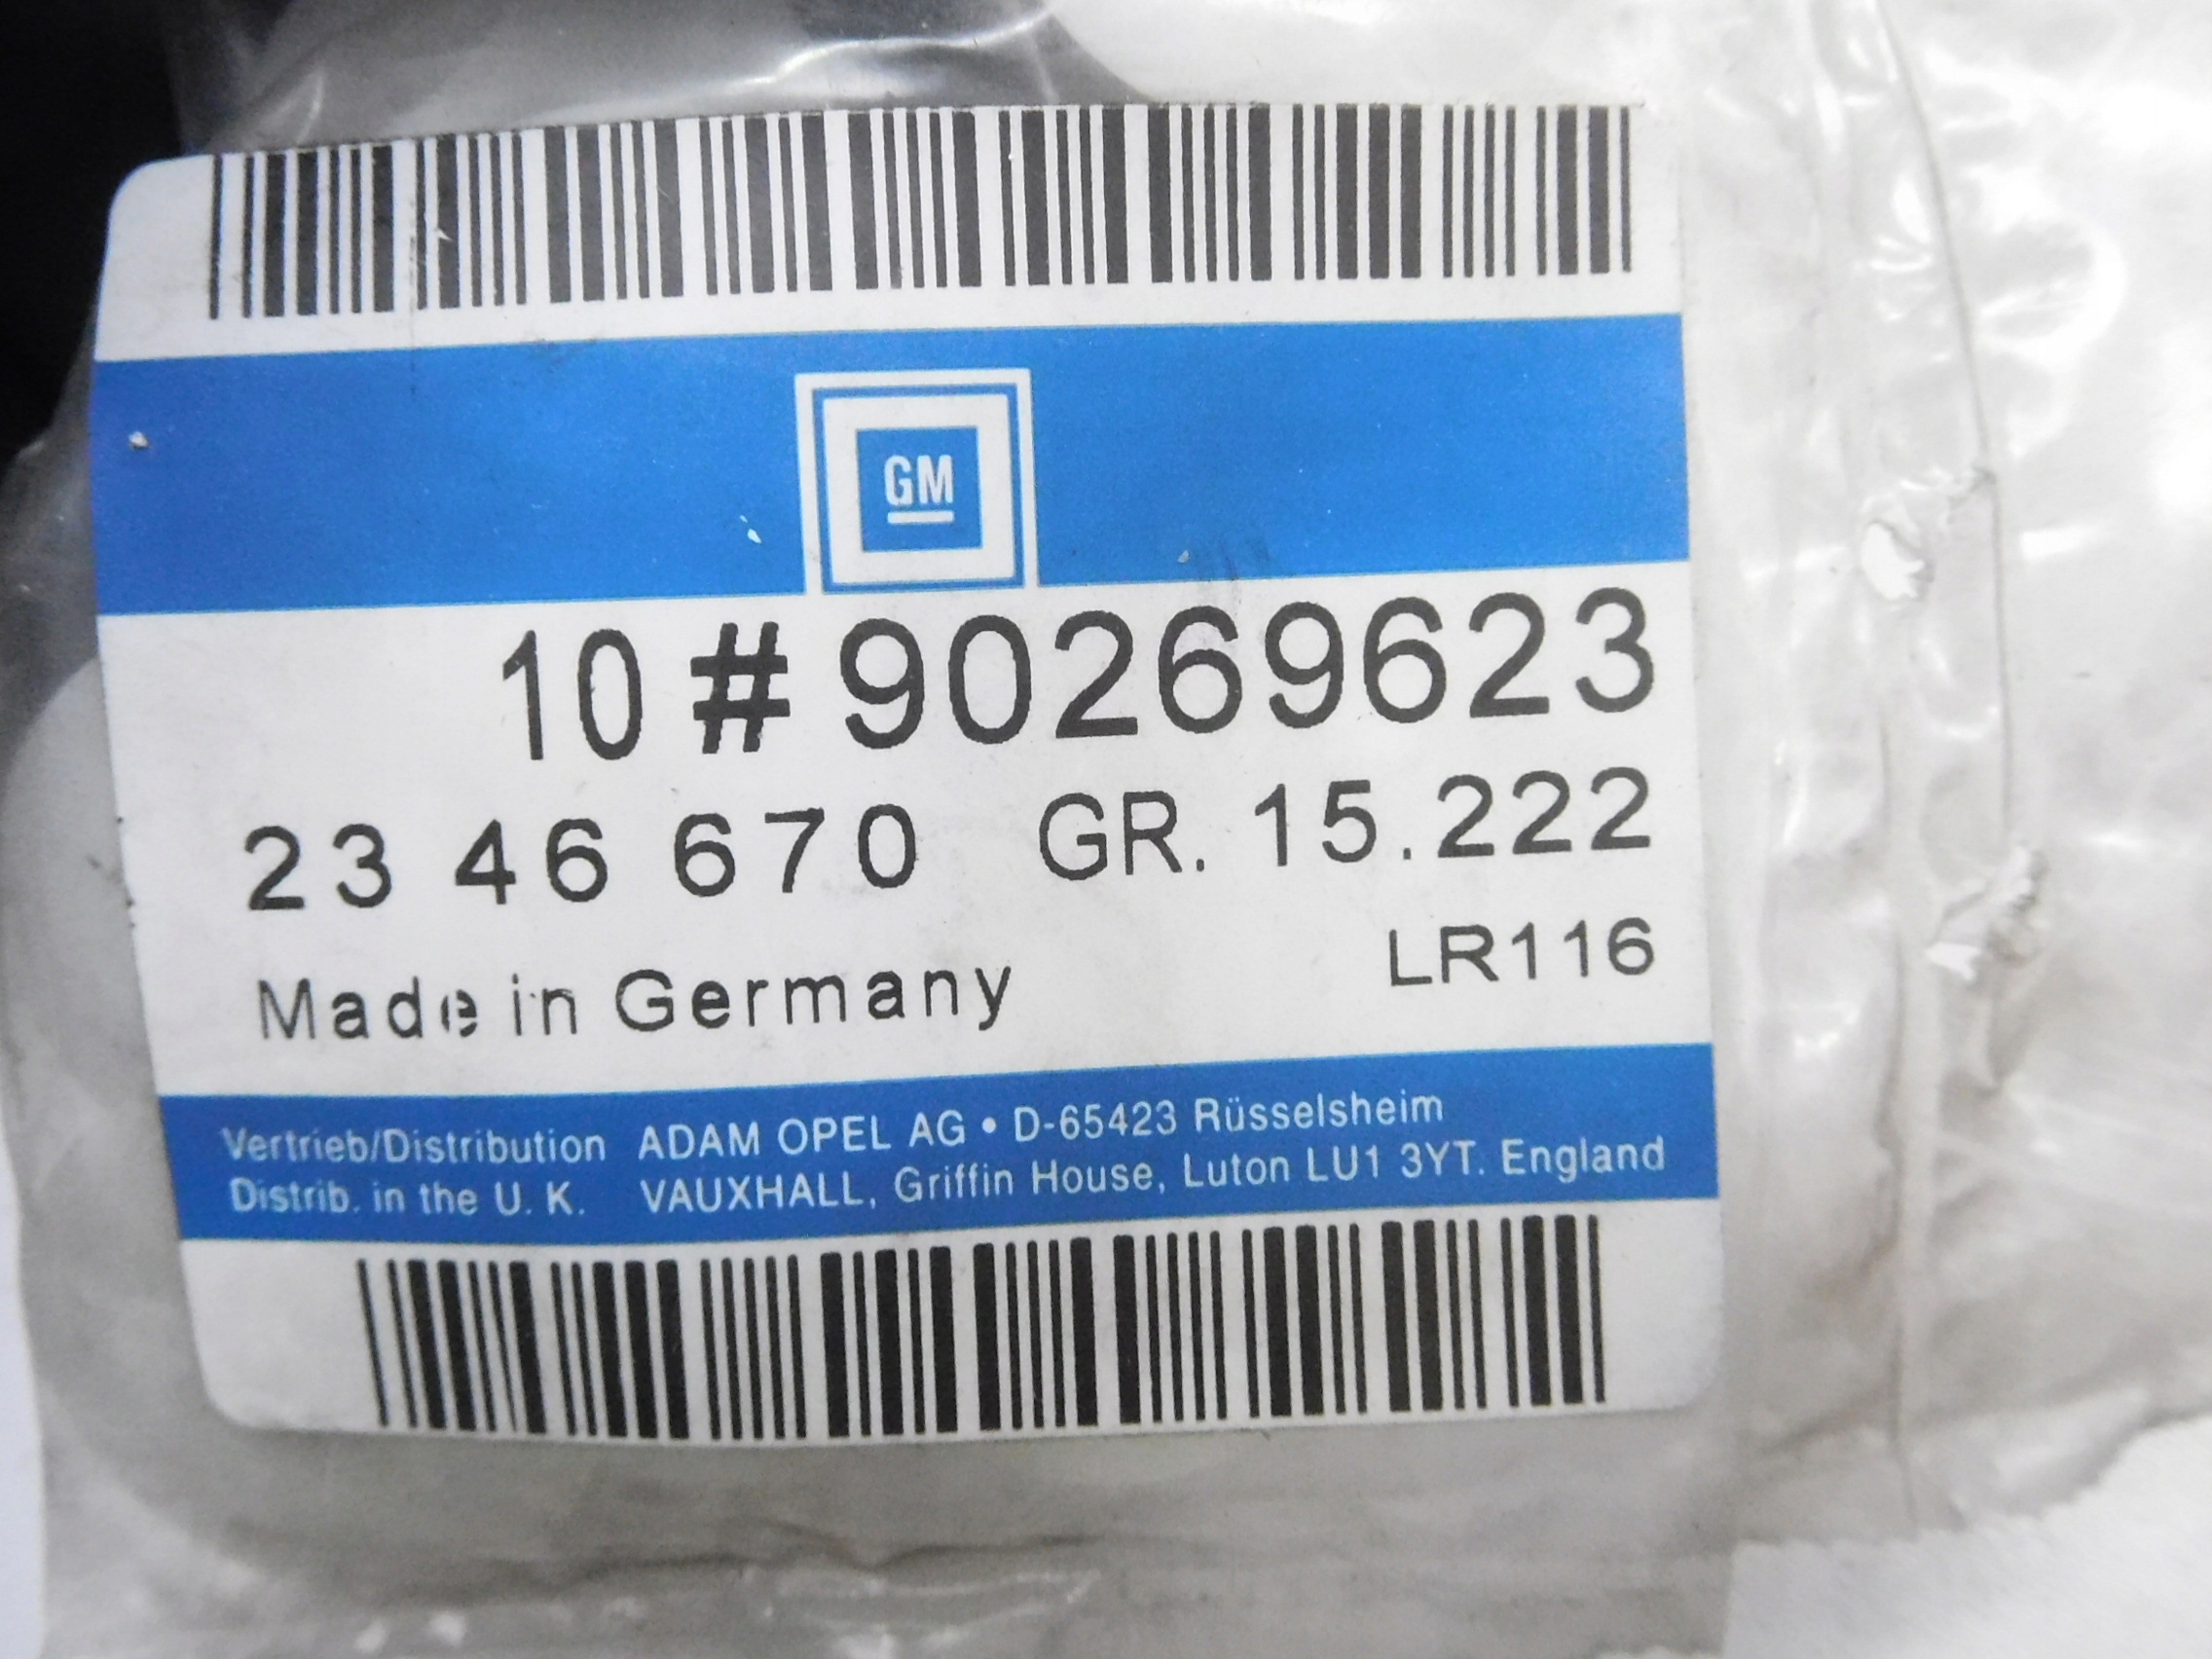 GM
10 # 90269623
23 46 670 GR. 15.222
LR116
Made in Germany
Vertrieb/Distribution ADAM OPEL AG • D-65423 Rüsselsheim
Distrib. in the U. K. VAUXHALL, Griffin House, Luton LU1 3YT. England